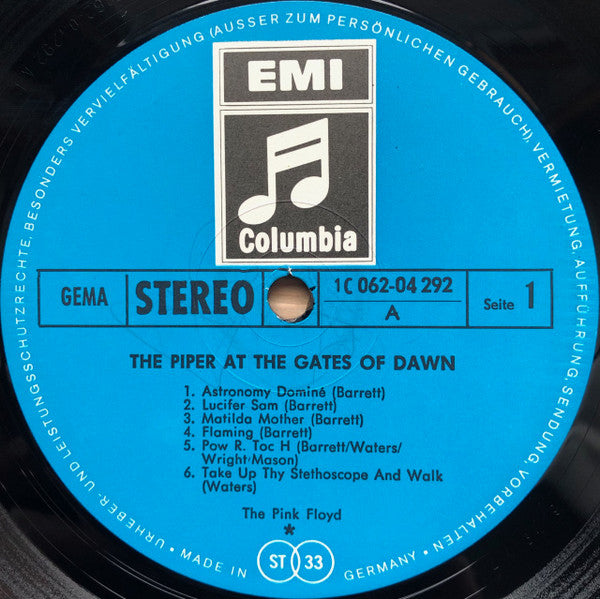 URHEBER- UND LEISTUNGSSCHUTZRECHTE, BESONDERS VERVIELFÄLTIGUNG (AUSSER ZUM PERSÖNLICHEN GEBRAUCH), VERMIETUNG, AUFFÜHRUNG, SENDUNG, VORBEHALTEN •
EMI
Columbia
GEMA
STEREO
1C 062-04 292
A
Seite 1
THE PIPER AT THE GATES OF DAWN
1. Astronomy Dominé (Barrett)
2. Lucifer Sam (Barrett)
3. Matilda Mother (Barrett)
4. Flaming (Barrett)
5. Pow R. Toc H (Barrett/Waters/
Wright/Mason)
6. Take Up Thy Stethoscope And Walk
(Waters)
The Pink Floyd
*
• MADE IN
ST 33
GERMANY •